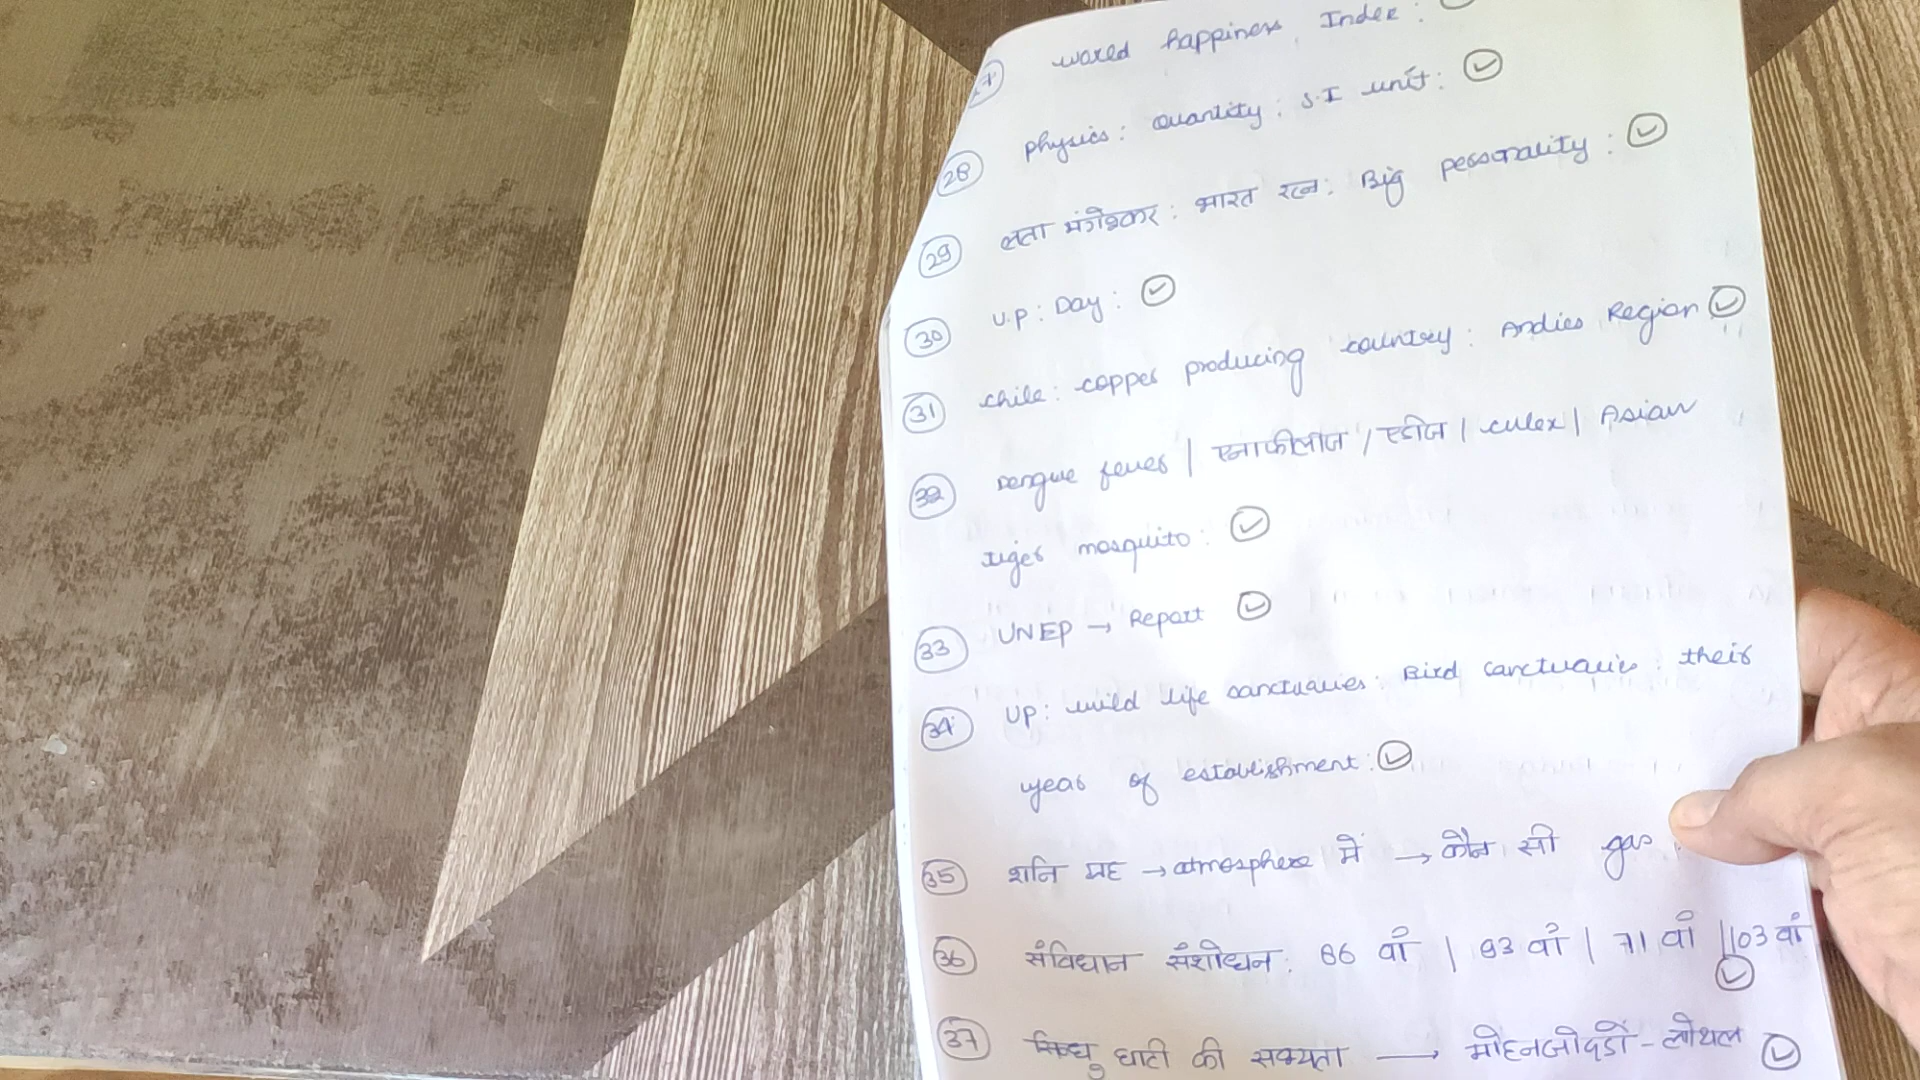 27 world happiness Index :
28 physics : quantity : S.I unit :
29 लता मंगेशकर : भारत रत्न : Big personality :
30 U.P : Day :
31 chile : copper producing country : Andies Region
32 Dengue fever | एनाफीलीज / एडीज | culex | Asian
tiger mosquito :
33 UNEP → Report
34 UP : wild life sanctuaries : Bird sanctuaries : their
year of establishment :
35 शनि ग्रह → atmosphere में → कौन सी gas
36 संविधान संशोधन : 86 वाँ | 93 वाँ | 71 वाँ | 103 वाँ
37 सिन्धु घाटी की सभ्यता → मोहनजोदड़ों - लोथल